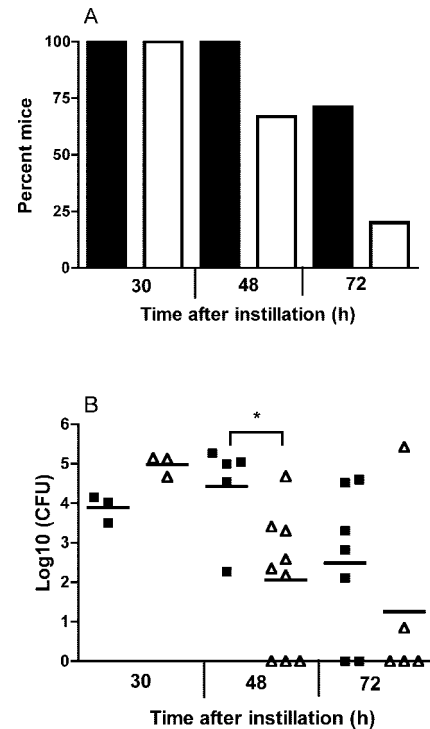 A
100
75
50
25
0
Percent mice
30 48 72
Time after instillation (h)
B
6
5
4
3
2
1
0
Log10 (CFU)
*
30 48 72
Time after instillation (h)